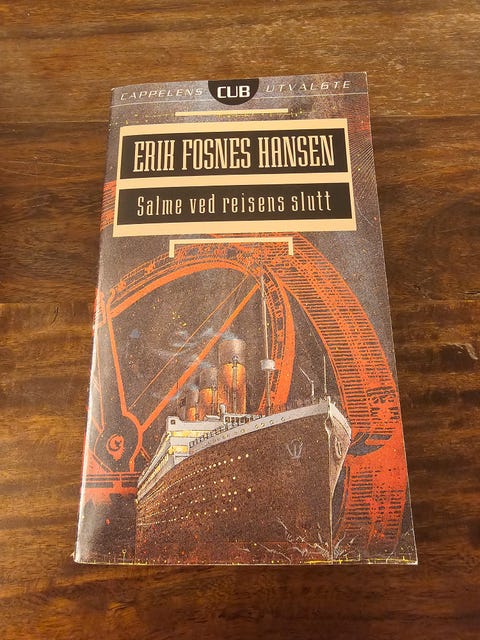 CAPPELENS CUB UTVALGTE
ERIK FOSNES HANSEN
Salme ved reisens slutt